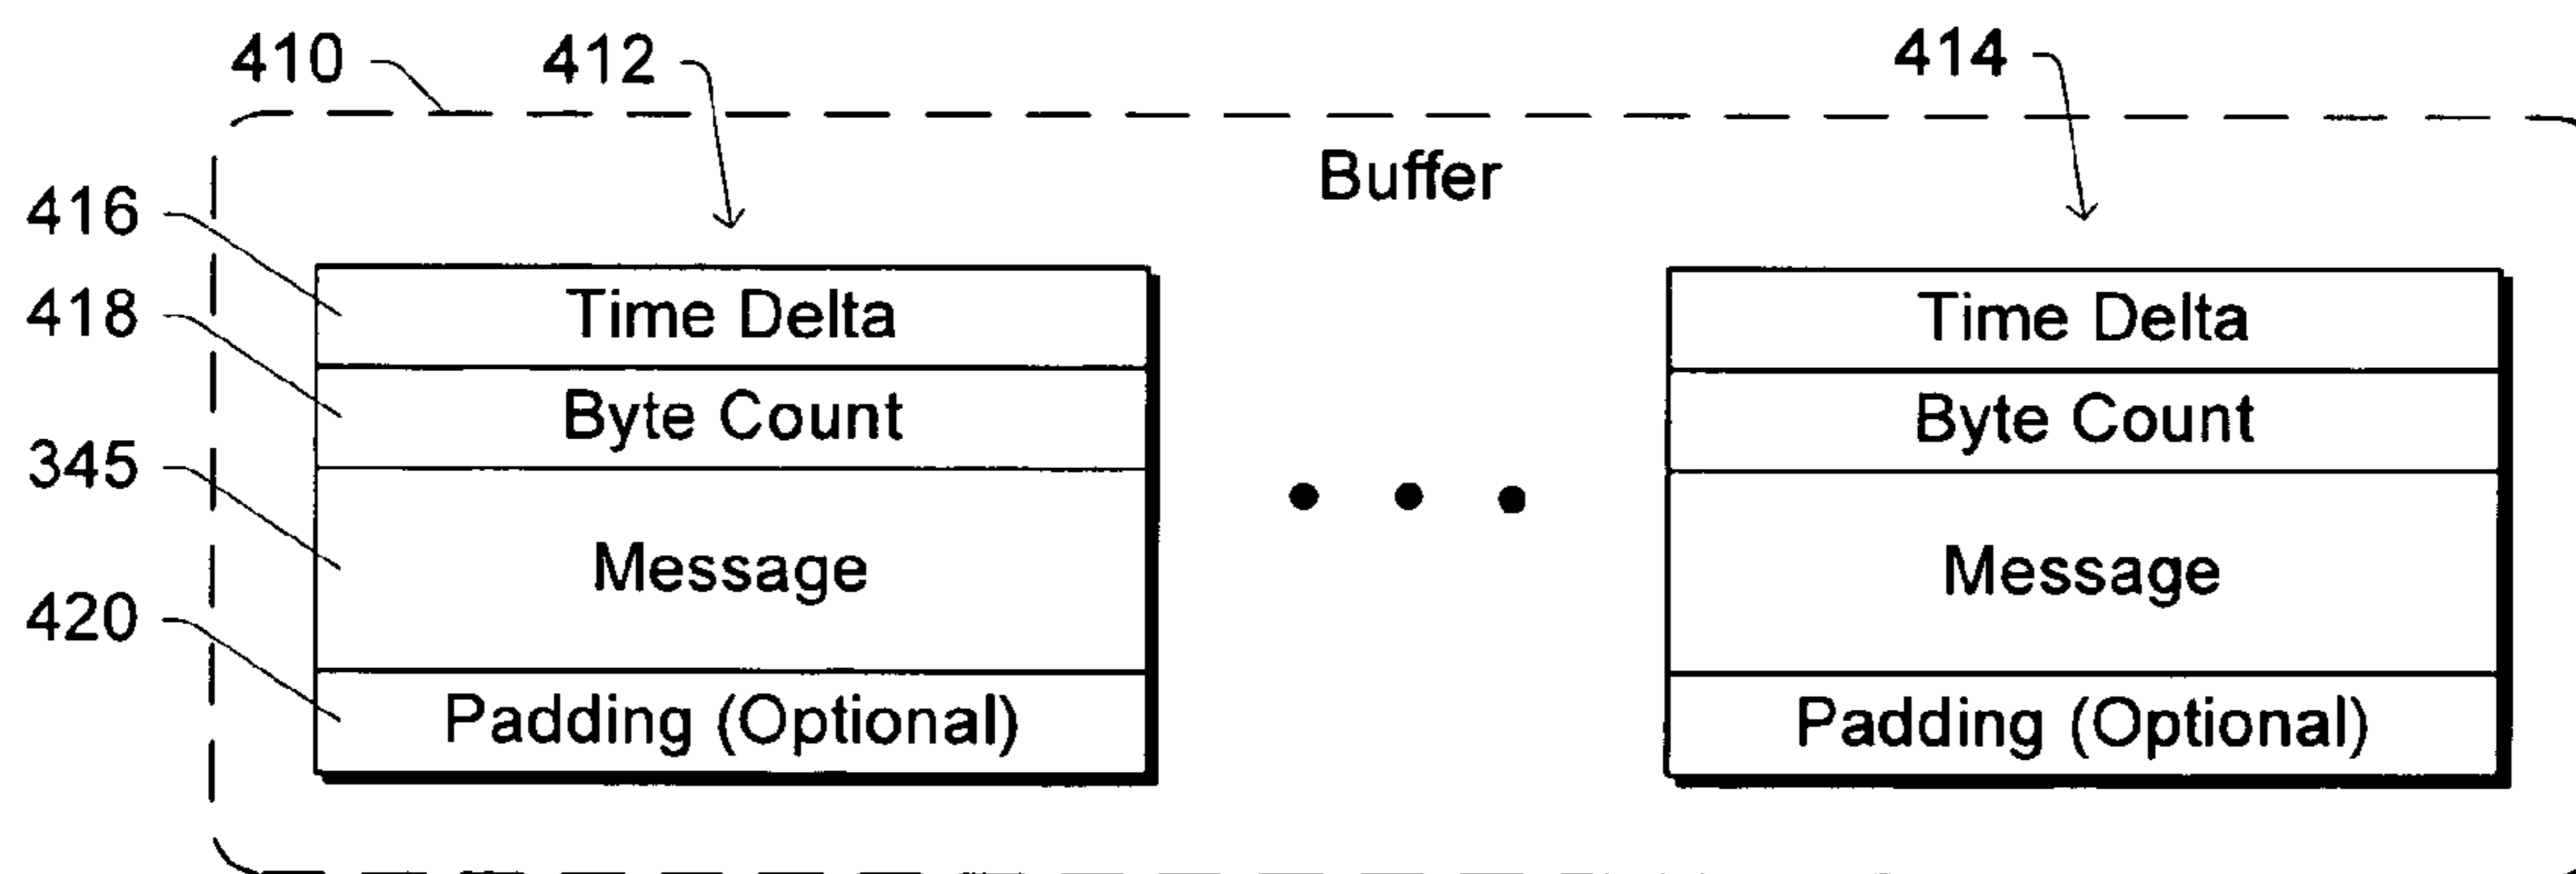 410 412 414
Buffer
416
Time Delta Time Delta
418
Byte Count Byte Count
345
Message Message
420
Padding (Optional) Padding (Optional)